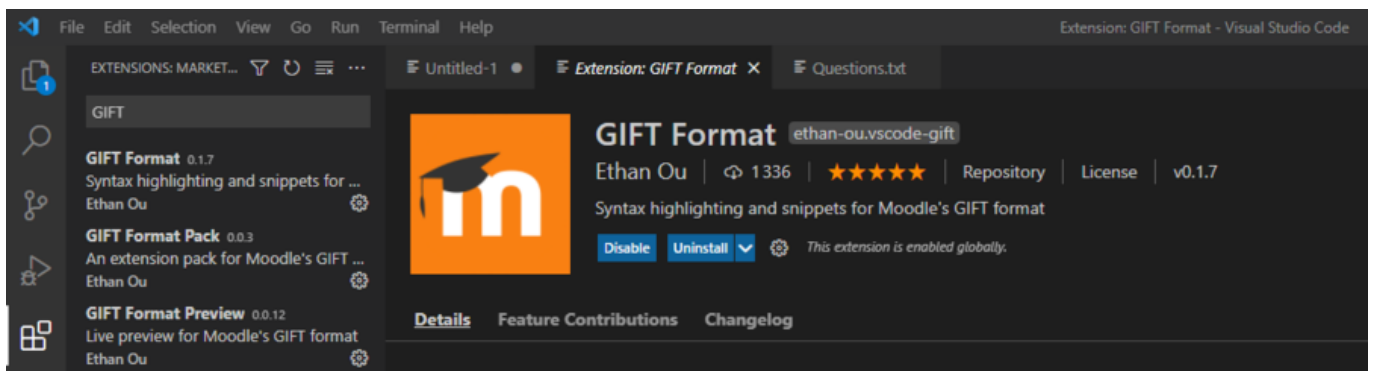 File Edit Selection View Go Run Terminal Help
Extension: GIFT Format - Visual Studio Code
EXTENSIONS: MARKET... ...
Untitled-1
Extension: GIFT Format
Questions.txt
1
GIFT
GIFT Format 0.1.7
Syntax highlighting and snippets for ...
Ethan Ou
GIFT Format Pack 0.0.3
An extension pack for Moodle's GIFT ...
Ethan Ou
GIFT Format Preview 0.0.12
Live preview for Moodle's GIFT format
Ethan Ou
m
GIFT Format ethan-ou.vscode-gift
Ethan Ou 1336 ★★★★★ Repository License v0.1.7
Syntax highlighting and snippets for Moodle's GIFT format
Disable Uninstall This extension is enabled globally.
Details Feature Contributions Changelog